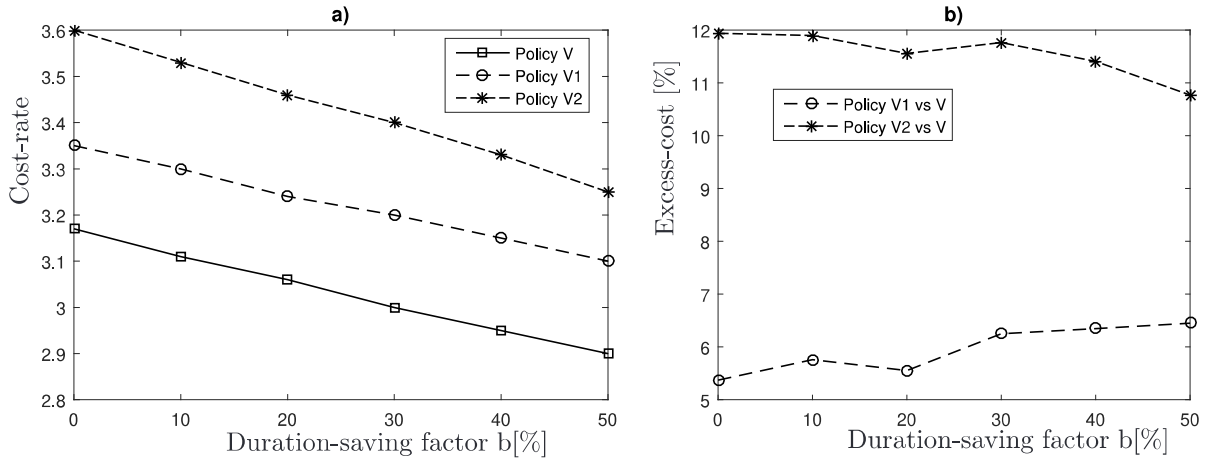 a)
3.6
3.5
3.4
3.3
3.2
3.1
3
2.9
2.8
Cost-rate
Policy V
Policy V1
Policy V2
0 10 20 30 40 50
Duration-saving factor b[%]
b)
12
11
10
9
8
7
6
5
Excess-cost [%]
Policy V1 vs V
Policy V2 vs V
0 10 20 30 40 50
Duration-saving factor b[%]